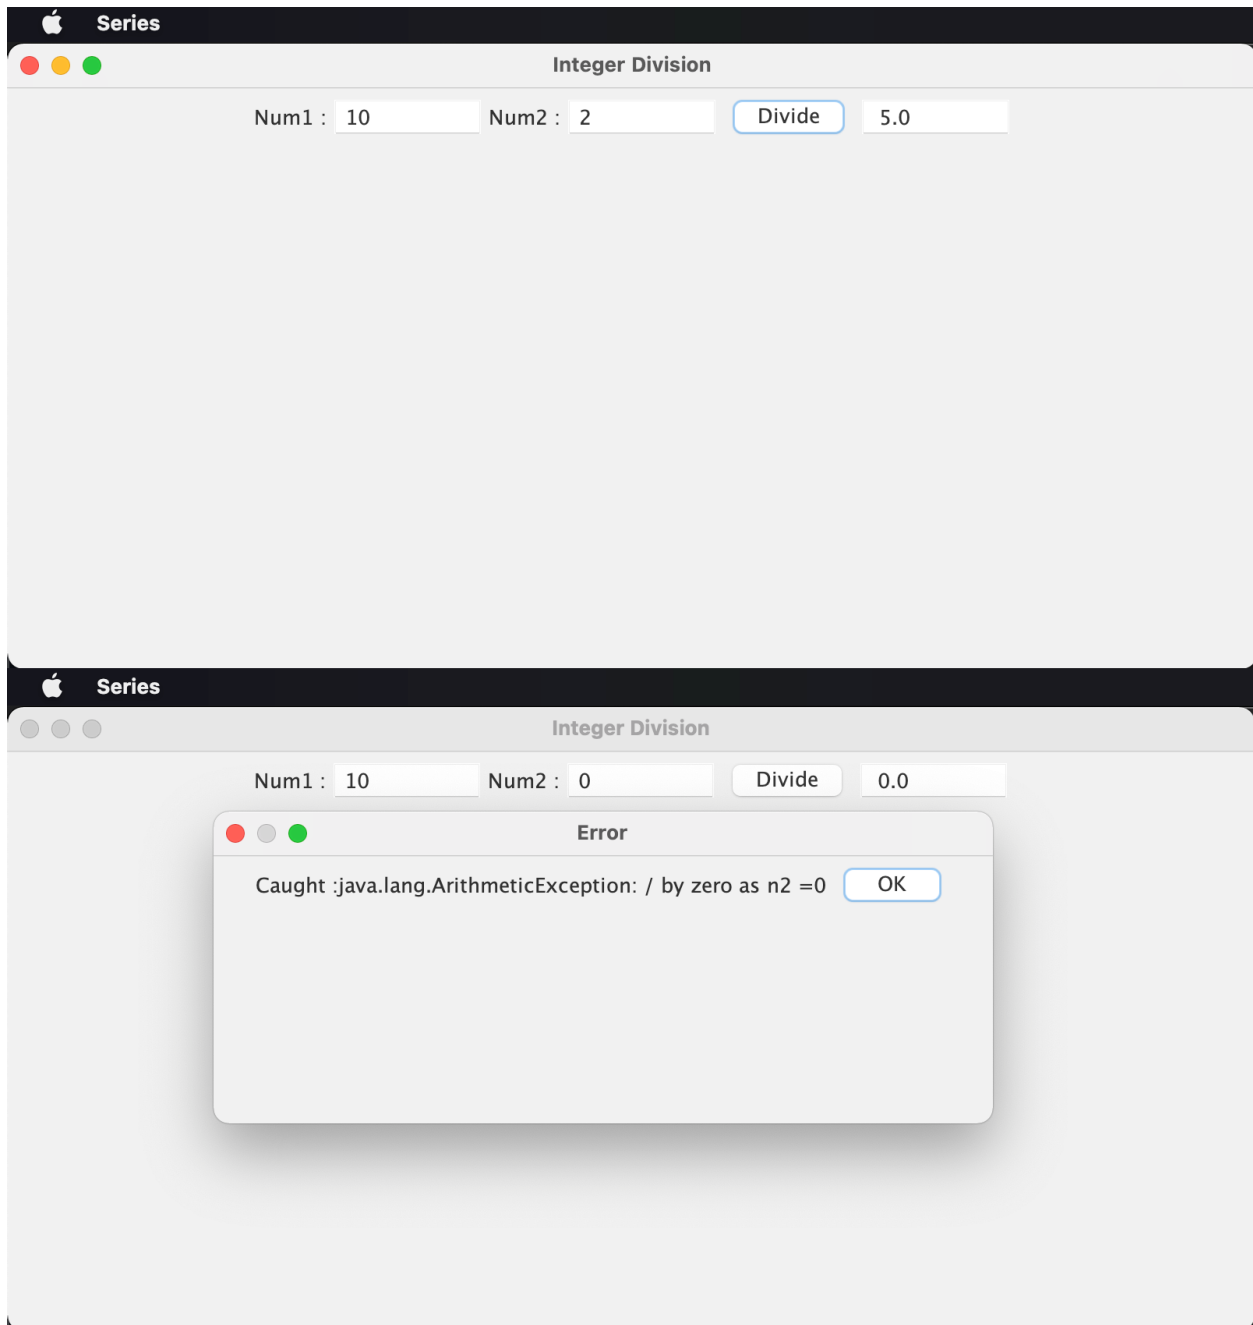 Series
Integer Division
Num1 : 10 Num2 : 2 Divide 5.0
Series
Integer Division
Num1 : 10 Num2 : 0 Divide 0.0
Error
Caught :java.lang.ArithmeticException: / by zero as n2 =0 OK